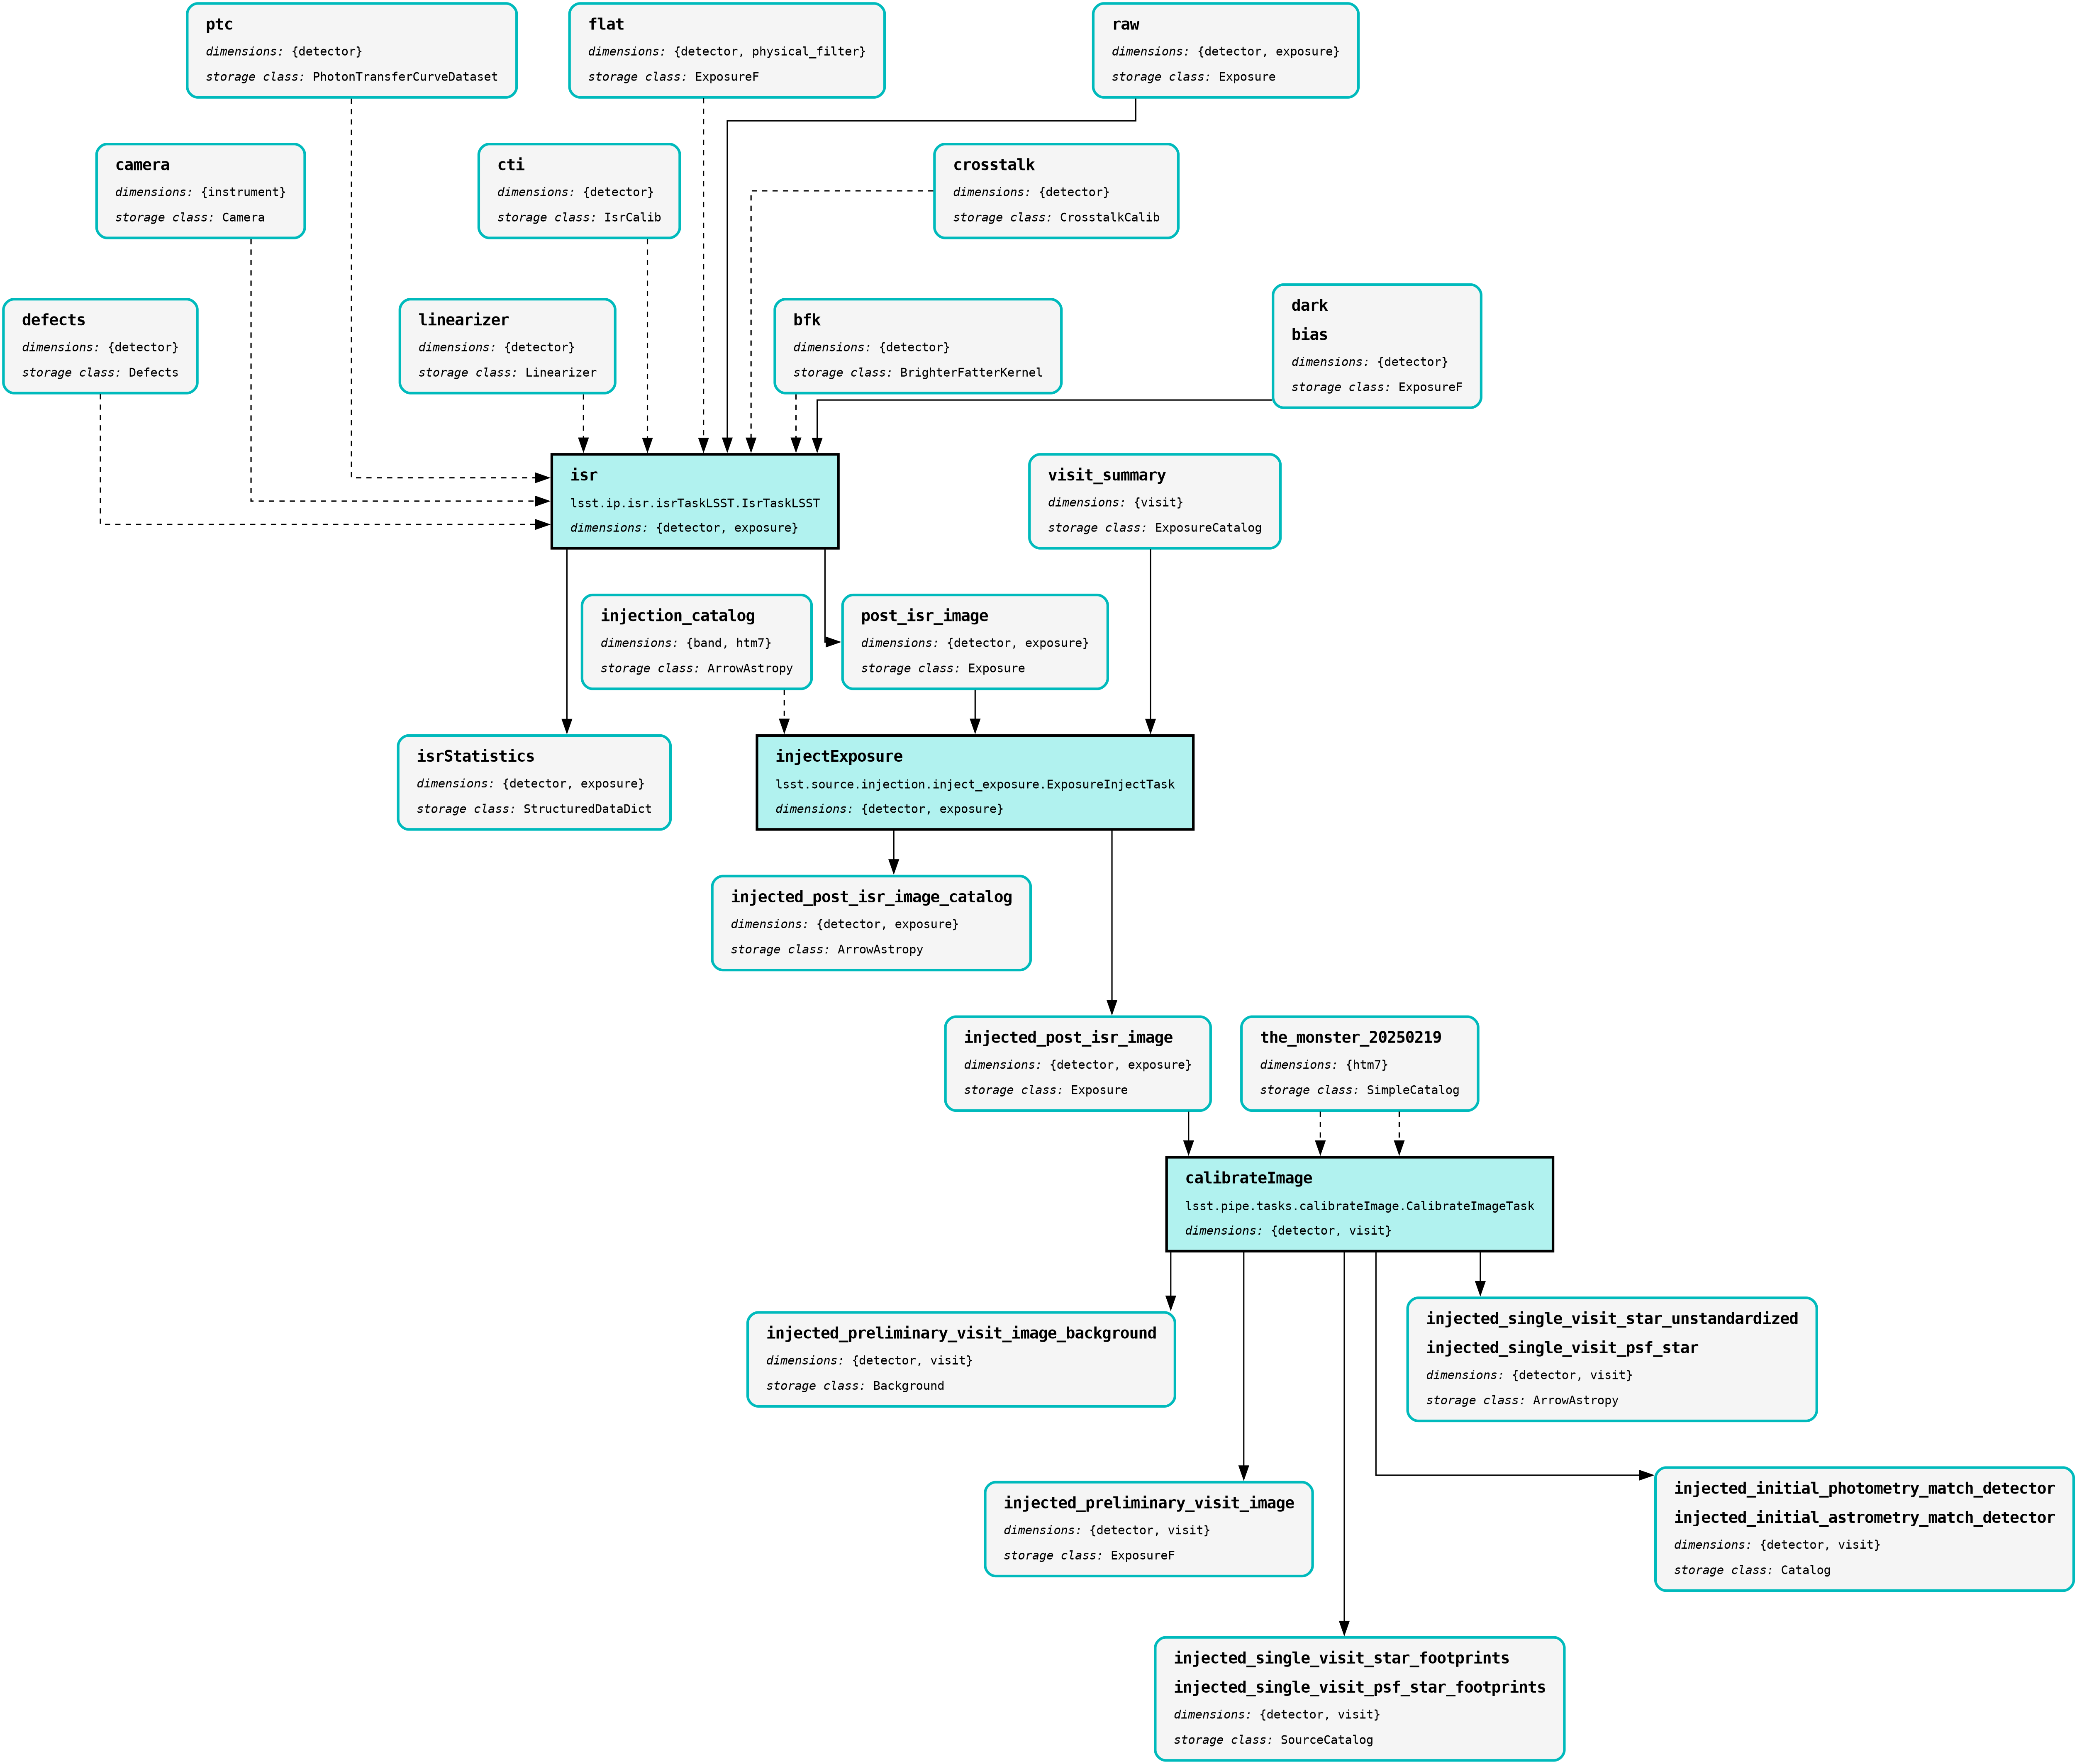 ptc
dimensions: {detector}
storage class: PhotonTransferCurveDataset
flat
dimensions: {detector, physical_filter}
storage class: ExposureF
raw
dimensions: {detector, exposure}
storage class: Exposure
camera
dimensions: {instrument}
storage class: Camera
cti
dimensions: {detector}
storage class: IsrCalib
crosstalk
dimensions: {detector}
storage class: CrosstalkCalib
defects
dimensions: {detector}
storage class: Defects
linearizer
dimensions: {detector}
storage class: Linearizer
bfk
dimensions: {detector}
storage class: BrighterFatterKernel
dark
bias
dimensions: {detector}
storage class: ExposureF
isr
lsst.ip.isr.isrTaskLSST.IsrTaskLSST
dimensions: {detector, exposure}
visit_summary
dimensions: {visit}
storage class: ExposureCatalog
injection_catalog
dimensions: {band, htm7}
storage class: ArrowAstropy
post_isr_image
dimensions: {detector, exposure}
storage class: Exposure
isrStatistics
dimensions: {detector, exposure}
storage class: StructuredDataDict
injectExposure
lsst.source.injection.inject_exposure.ExposureInjectTask
dimensions: {detector, exposure}
injected_post_isr_image_catalog
dimensions: {detector, exposure}
storage class: ArrowAstropy
injected_post_isr_image
dimensions: {detector, exposure}
storage class: Exposure
the_monster_20250219
dimensions: {htm7}
storage class: SimpleCatalog
calibrateImage
lsst.pipe.tasks.calibrateImage.CalibrateImageTask
dimensions: {detector, visit}
injected_preliminary_visit_image_background
dimensions: {detector, visit}
storage class: Background
injected_single_visit_star_unstandardized
injected_single_visit_psf_star
dimensions: {detector, visit}
storage class: ArrowAstropy
injected_preliminary_visit_image
dimensions: {detector, visit}
storage class: ExposureF
injected_initial_photometry_match_detector
injected_initial_astrometry_match_detector
dimensions: {detector, visit}
storage class: Catalog
injected_single_visit_star_footprints
injected_single_visit_psf_star_footprints
dimensions: {detector, visit}
storage class: SourceCatalog